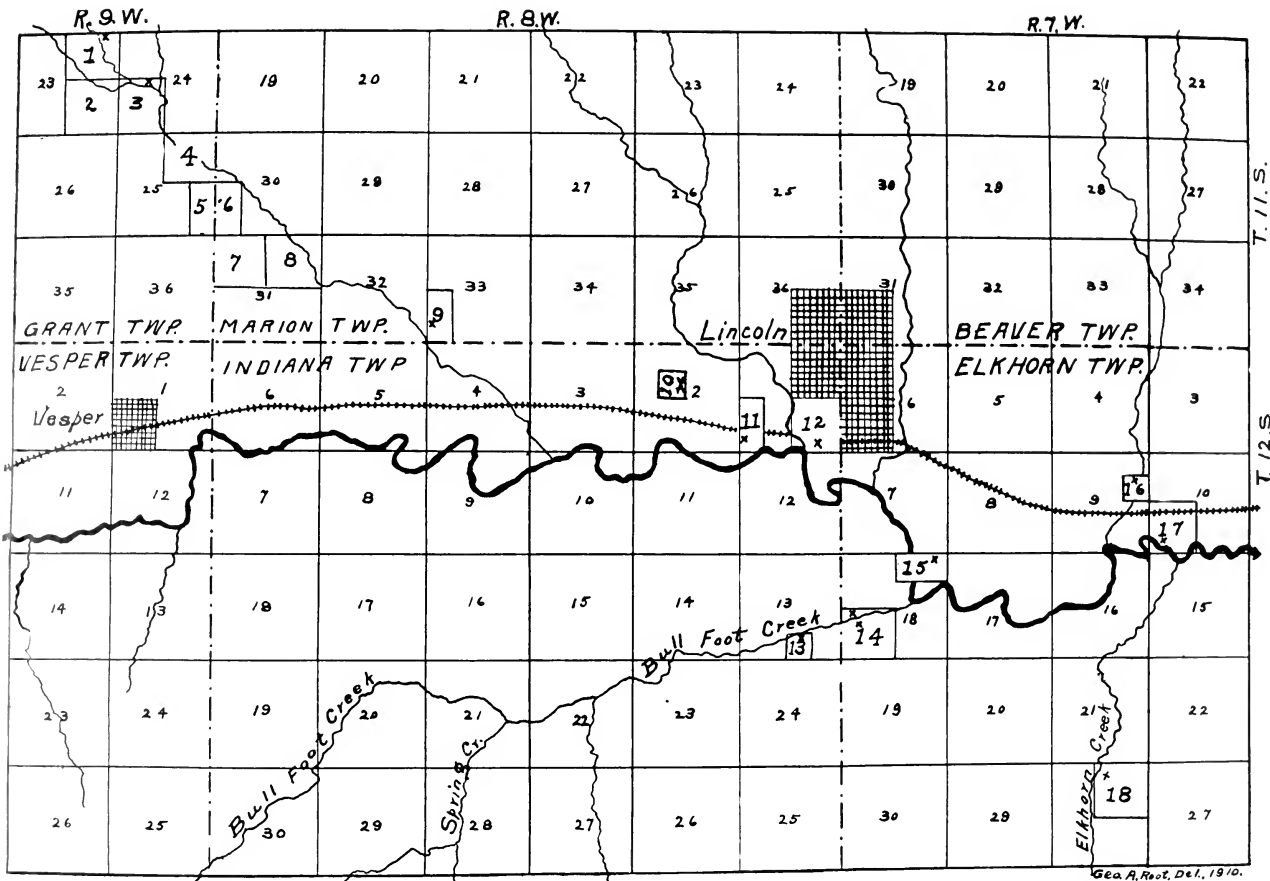 R. 9. W. R. 8. W. R. 7. W.
1
23 24 19 20 21 22 23 24 19 20 21 22
2 3
4
26 25 30 29 28 27 26 25 30 29 28 27
T. 11. S.
5 6
7 8
35 36 31 32 33 34 35 36 31 32 33 34
9
GRANT TWP. MARION TWP. Lincoln BEAVER TWP.
VESPER TWP. INDIANA TWP ELKHORN TWP.
2 1 6 5 4 3 2 6 5 4 3
Vesper 11 12
T. 12. S
11 12 7 8 9 10 11 12 7 8 9 10
16
17
15
14 13 18 17 16 15 14 13 18 17 16 15
Bull Foot Creek
13 14
23 24 19 20 21 22 23 24 19 20 21 22
Bull Foot Creek
Spring Cr.
Elkhorn Creek
18
26 25 30 29 28 27 26 25 30 29 27
Geo. A. Root, Del., 1910.